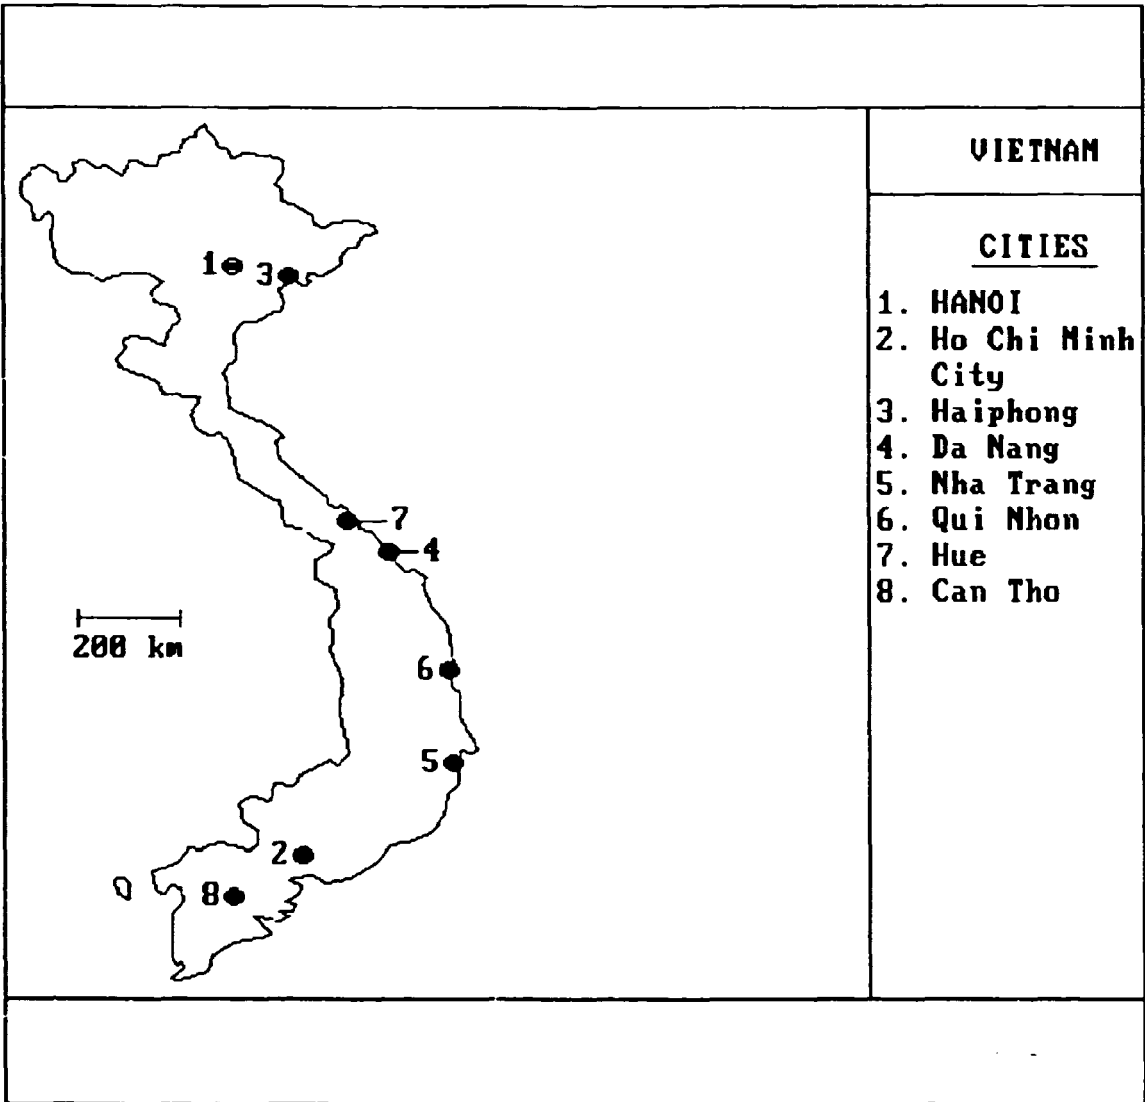 VIETNAM
1
3
7
4
200 km
6
5
2
8
CITIES
1. HANOI
2. Ho Chi Minh
City
3. Haiphong
4. Da Nang
5. Nha Trang
6. Qui Nhon
7. Hue
8. Can Tho